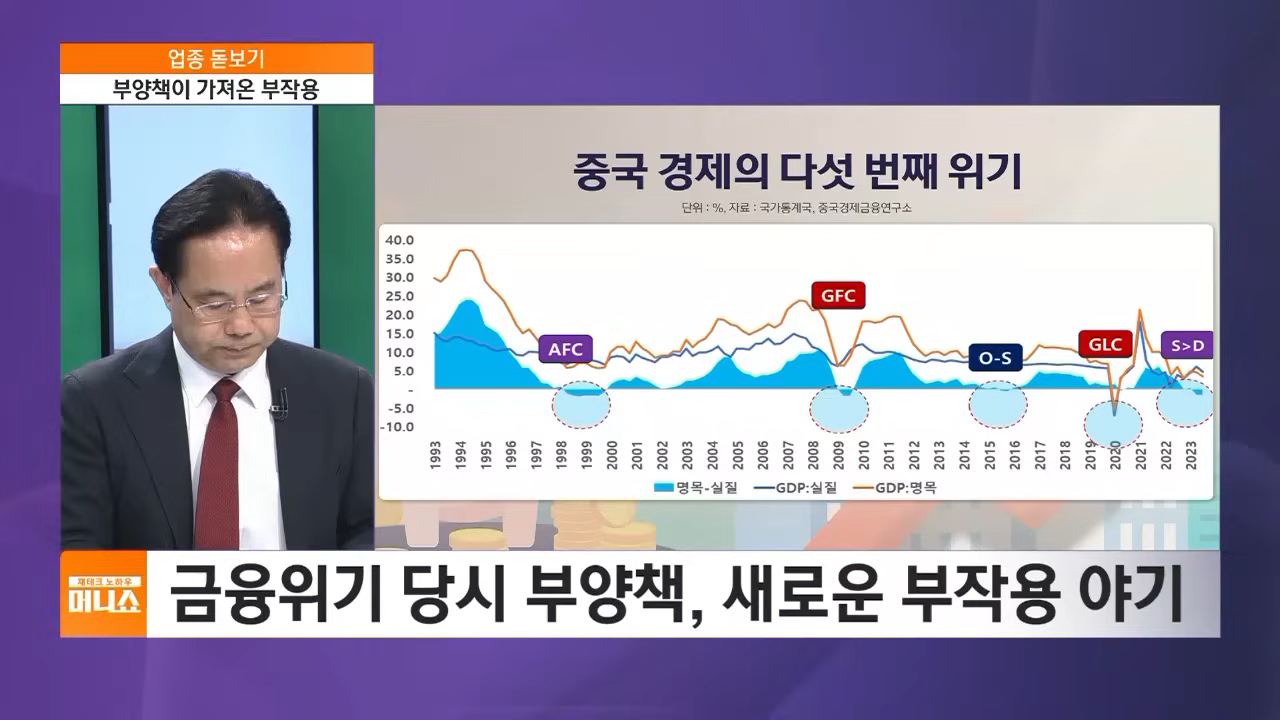 업종 돋보기
부양책이 가져온 부작용
중국 경제의 다섯 번째 위기
단위 : %, 자료 : 국가통계국, 중국경제금융연구소
40.0
35.0
30.0
25.0
20.0
15.0
10.0
5.0
-
-5.0
-10.0
AFC
GFC
O-S
GLC
S>D
1993 1994 1995 1996 1997 1998 1999 2000 2001 2002 2003 2004 2005 2006 2007 2008 2009 2010 2011 2012 2013 2014 2015 2016 2017 2018 2019 2020 2021 2022 2023
명목-실질 GDP:실질 GDP:명목
재테크 노하우
머니쇼
금융위기 당시 부양책, 새로운 부작용 야기